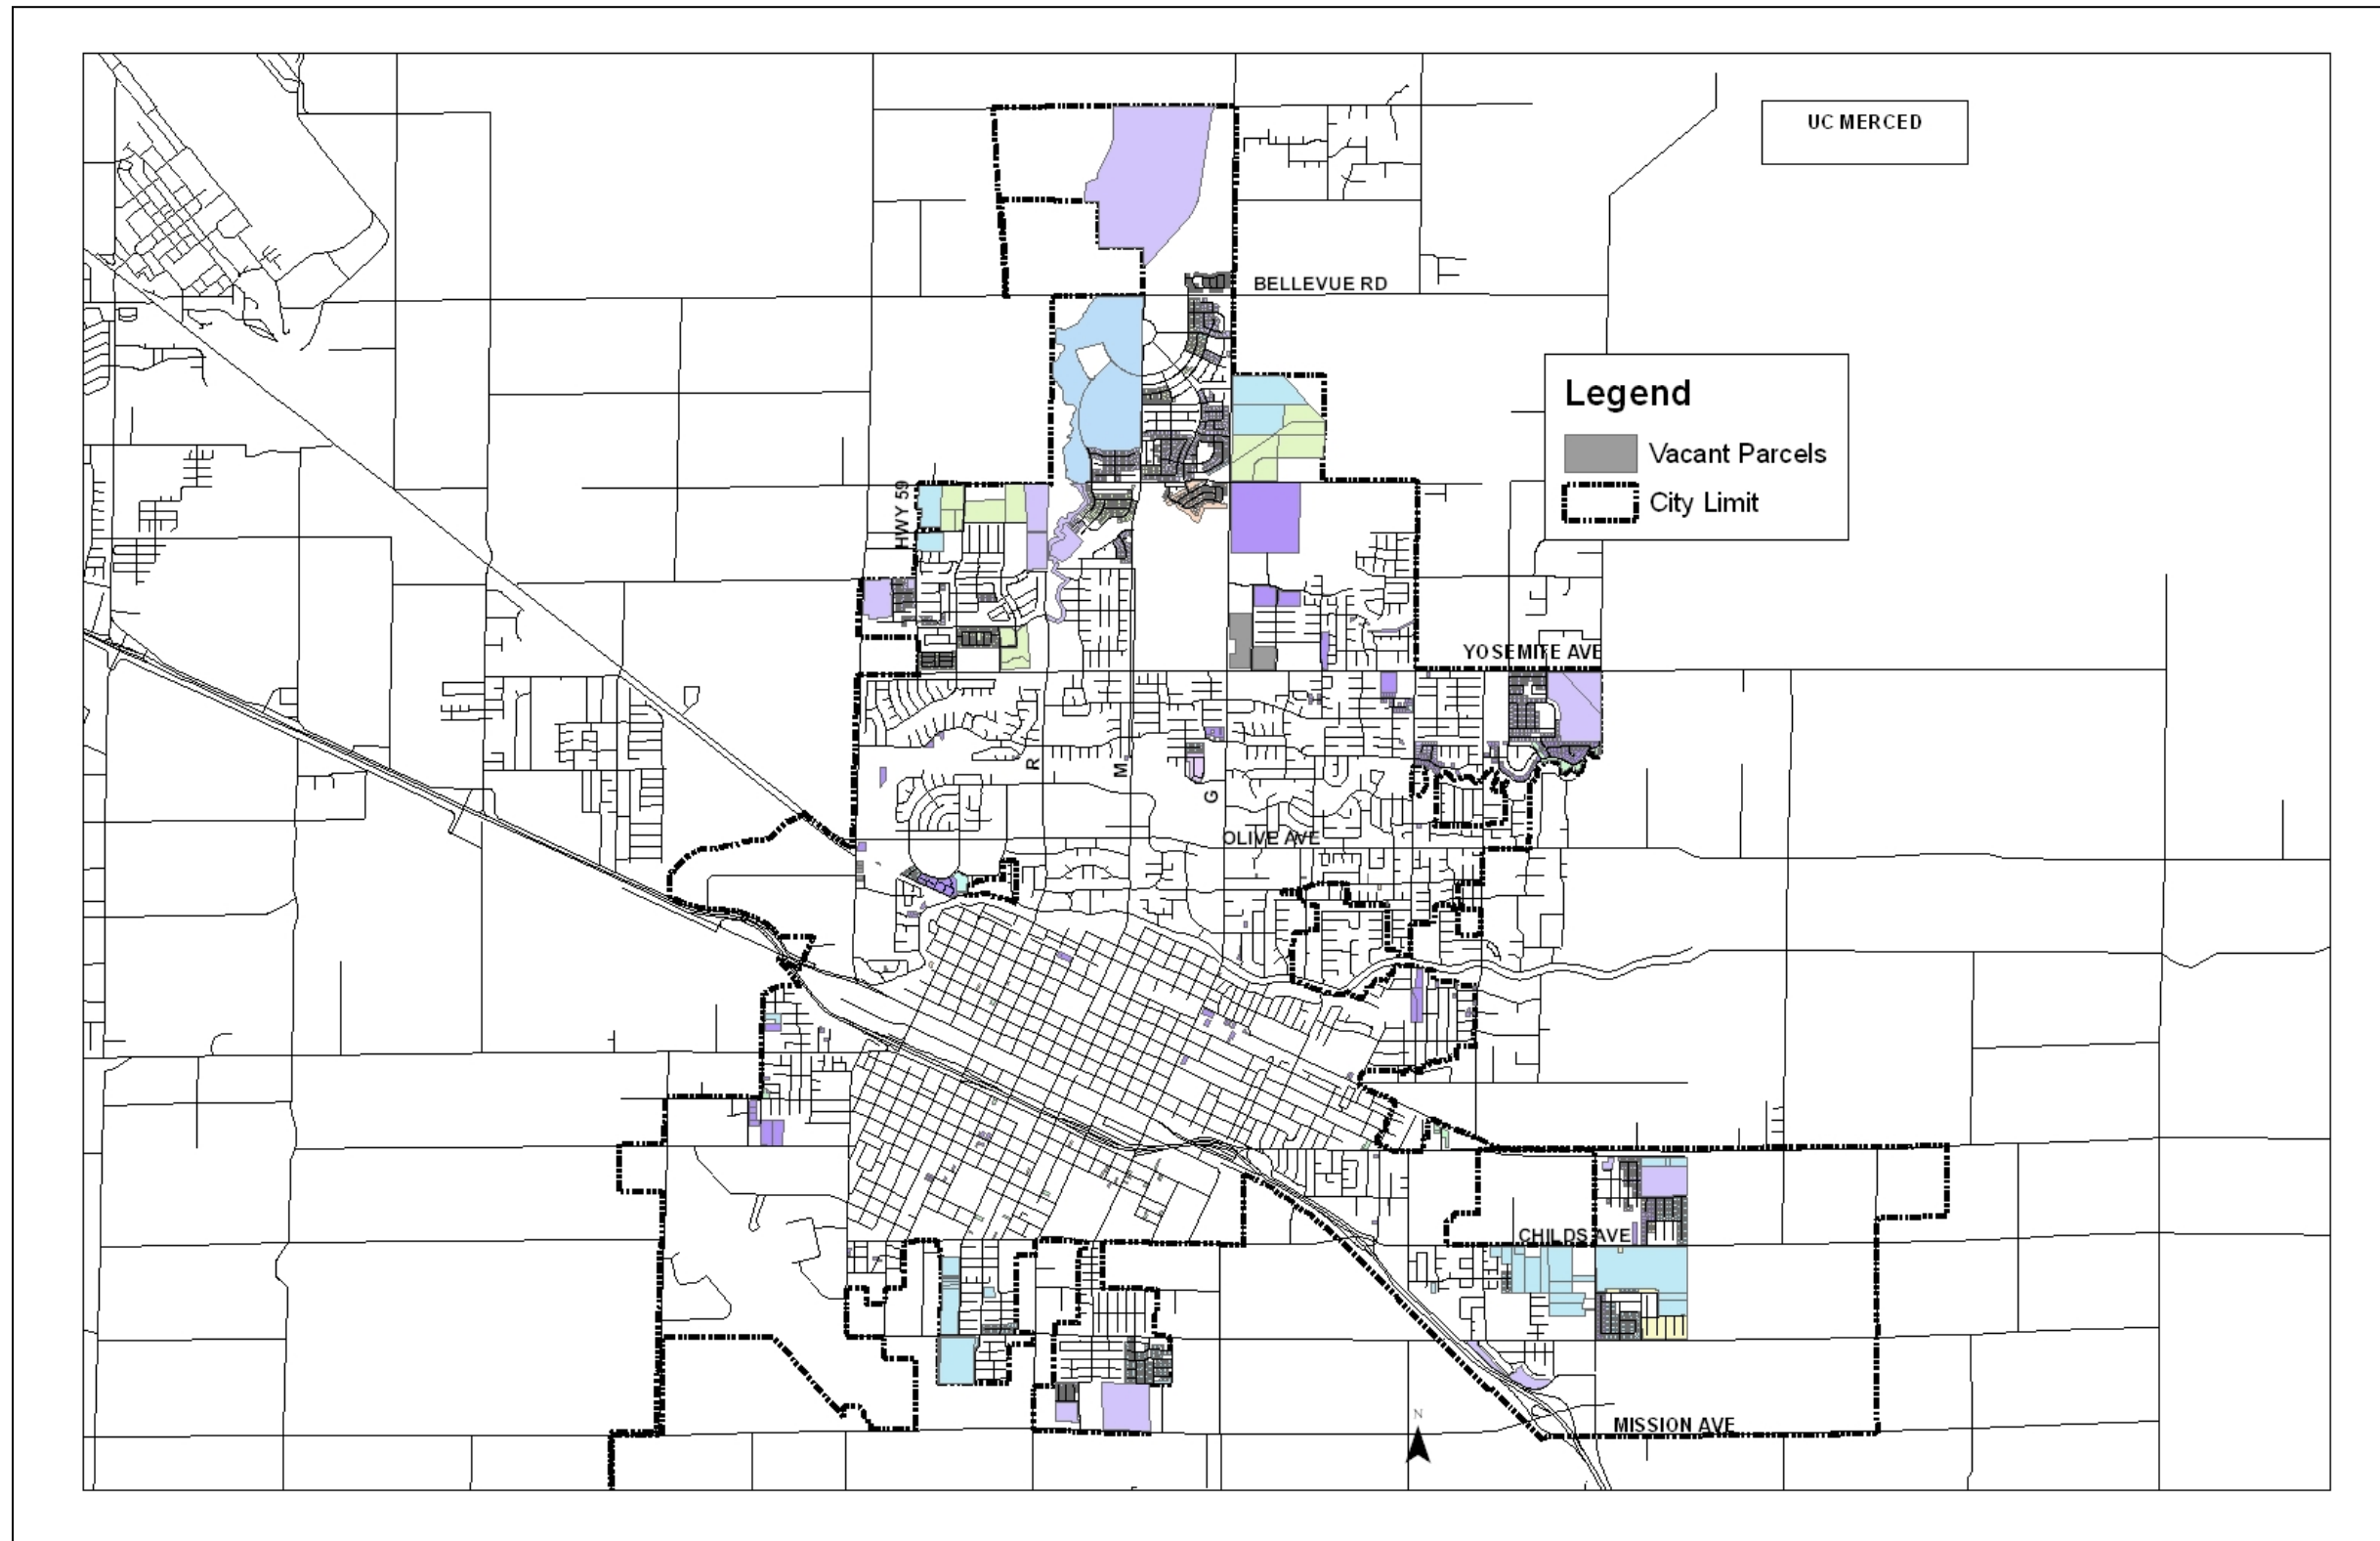 UC MERCED
BELLEVUE RD
Legend
Vacant Parcels
City Limit
HWY 59
YOSEMITE AVE
R
M
G
OLIVE AVE
CHILDS AVE
N
MISSION AVE